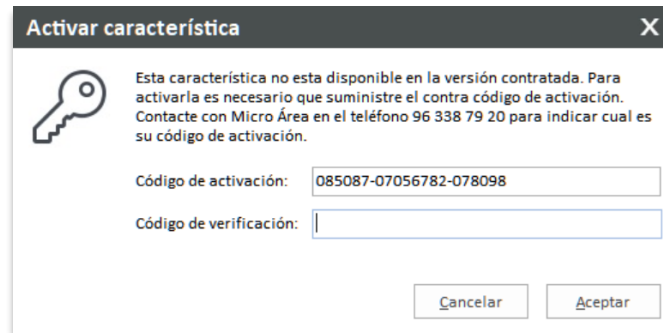 Activar característica X
Esta característica no esta disponible en la versión contratada. Para
activarla es necesario que suministre el contra código de activación.
Contacte con Micro Área en el teléfono 96 338 79 20 para indicar cual es
su código de activación.
Código de activación: 085087-07056782-078098
Código de verificación:
Cancelar Aceptar